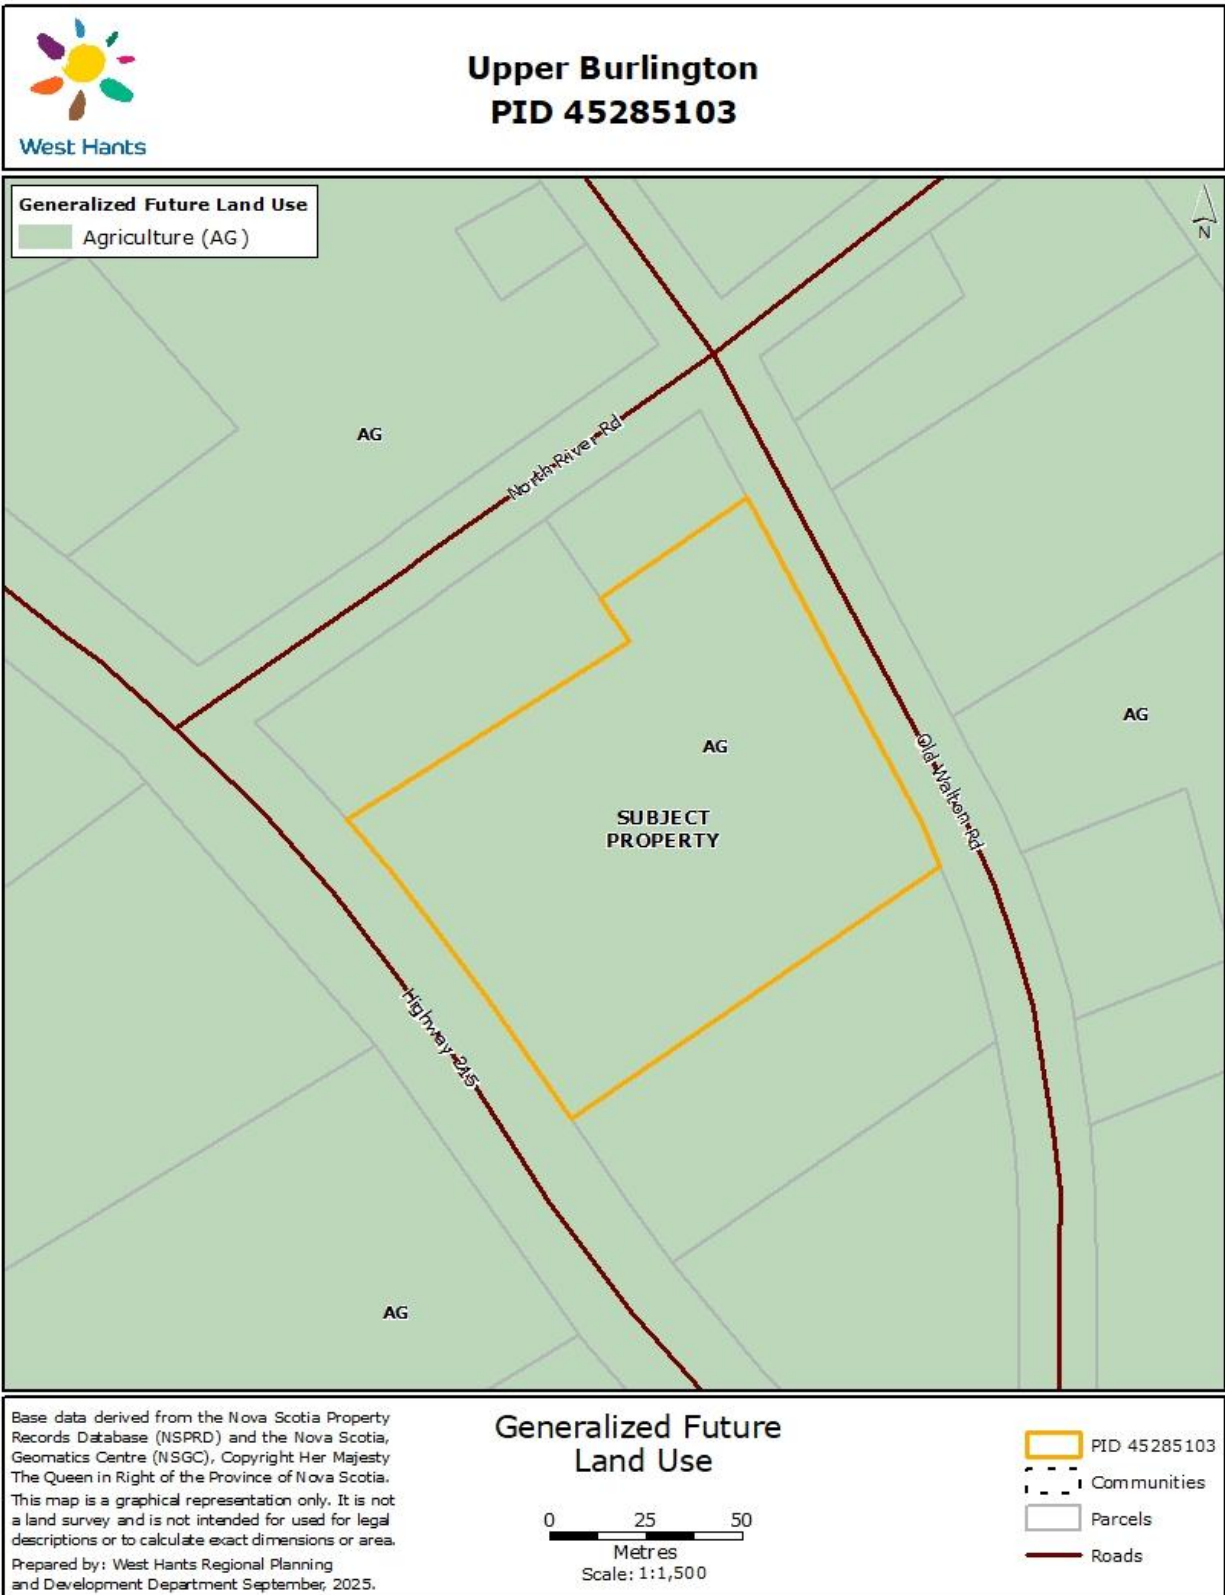 West Hants
Upper Burlington
PID 45285103
Generalized Future Land Use
Agriculture (AG)
N
AG
North River Rd
AG
AG
Old Walton Rd
SUBJECT
PROPERTY
Highway 215
AG
Base data derived from the Nova Scotia Property
Records Database (NSPRD) and the Nova Scotia,
Geomatics Centre (NSGC), Copyright Her Majesty
The Queen in Right of the Province of Nova Scotia.
This map is a graphical representation only. It is not
a land survey and is not intended for used for legal
descriptions or to calculate exact dimensions or area.
Prepared by: West Hants Regional Planning
and Development Department September, 2025.
Generalized Future
Land Use
0 25 50
Metres
Scale: 1:1,500
PID 45285103
Communities
Parcels
Roads